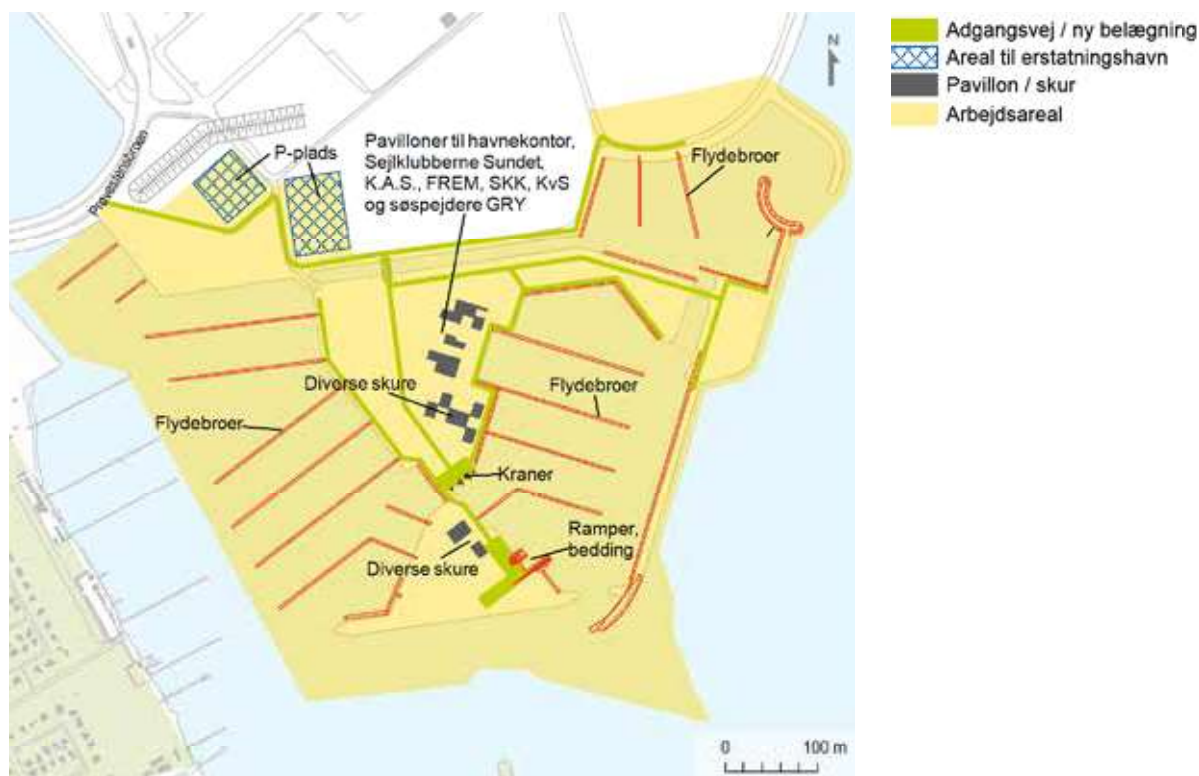 Adgangsvej / ny belægning
Areal til erstatningshavn
Pavillon / skur
Arbejdsareal
N
Prøvestensbroen
P-plads
Pavilloner til havnekontor,
Sejlklubberne Sundet,
K.A.S., FREM, SKK, KvS
og søspejdere GRY
Flydebroer
Diverse skure
Flydebroer
Flydebroer
Kraner
Ramper,
bedding
Diverse skure
0 100 m